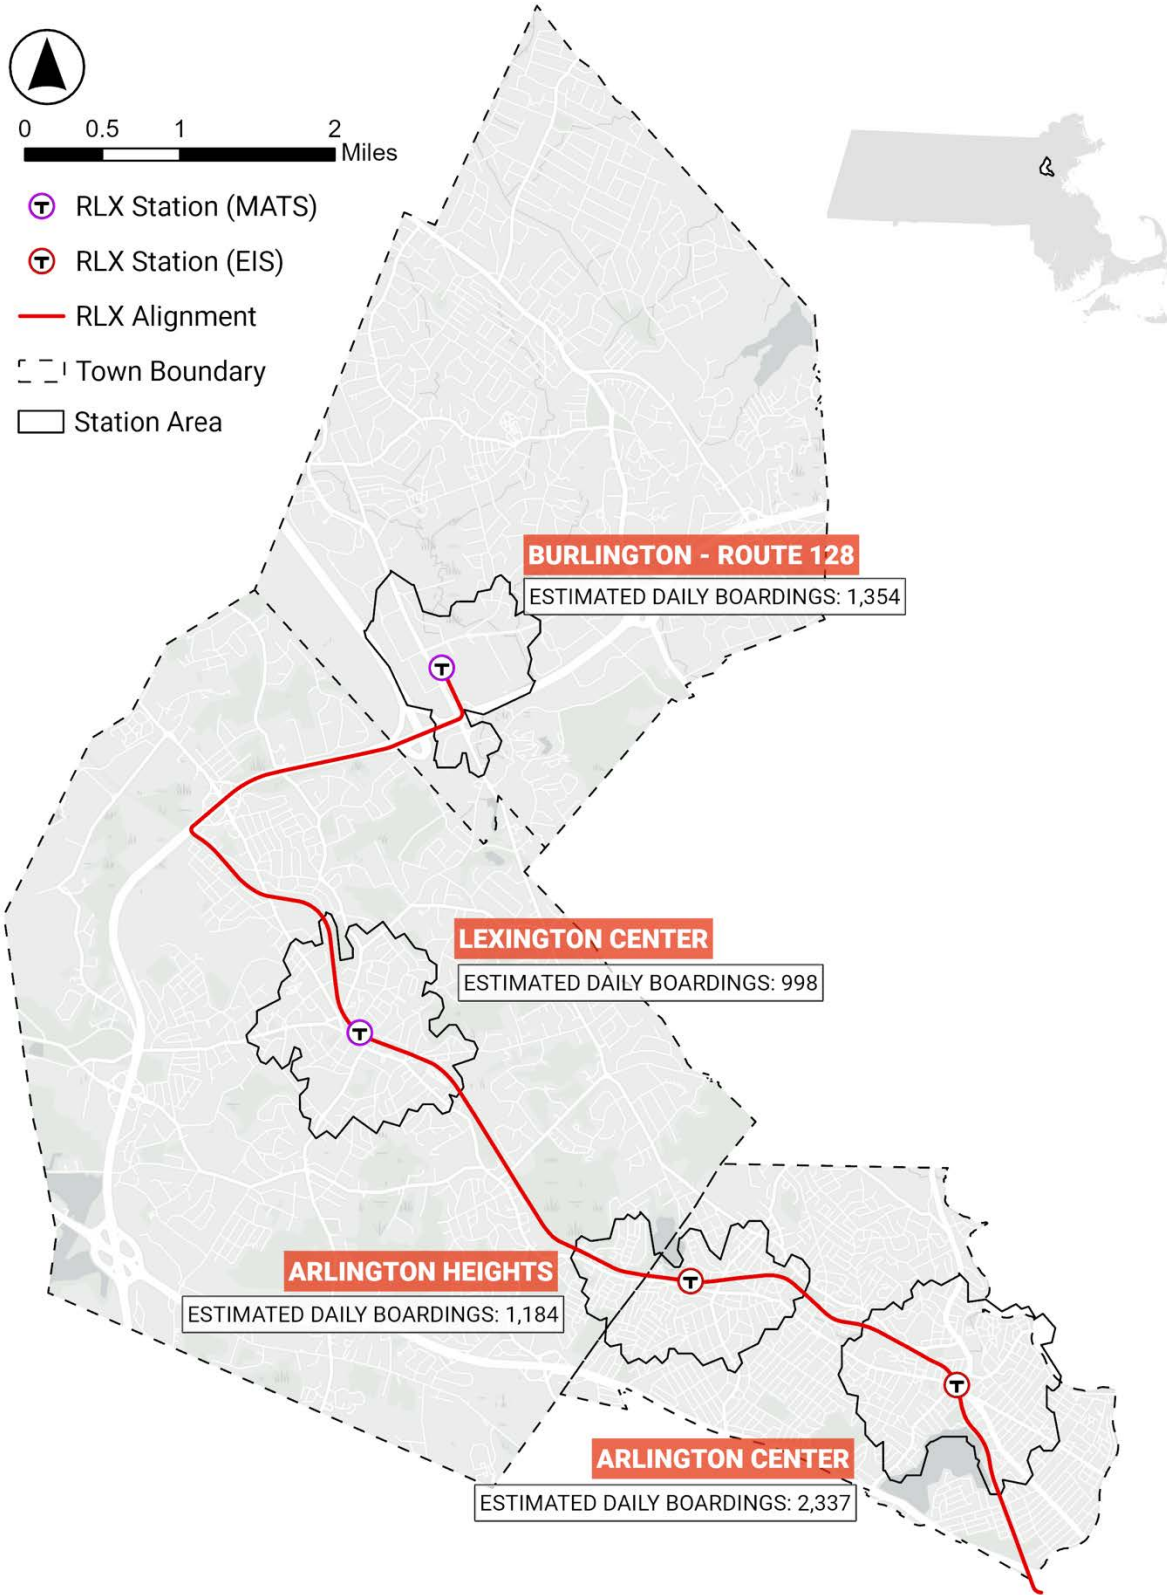 0 0.5 1 2
Miles
T RLX Station (MATS)
T RLX Station (EIS)
RLX Alignment
Town Boundary
Station Area
BURLINGTON - ROUTE 128
ESTIMATED DAILY BOARDINGS: 1,354
T
LEXINGTON CENTER
ESTIMATED DAILY BOARDINGS: 998
T
ARLINGTON HEIGHTS
ESTIMATED DAILY BOARDINGS: 1,184
T
T
ARLINGTON CENTER
ESTIMATED DAILY BOARDINGS: 2,337